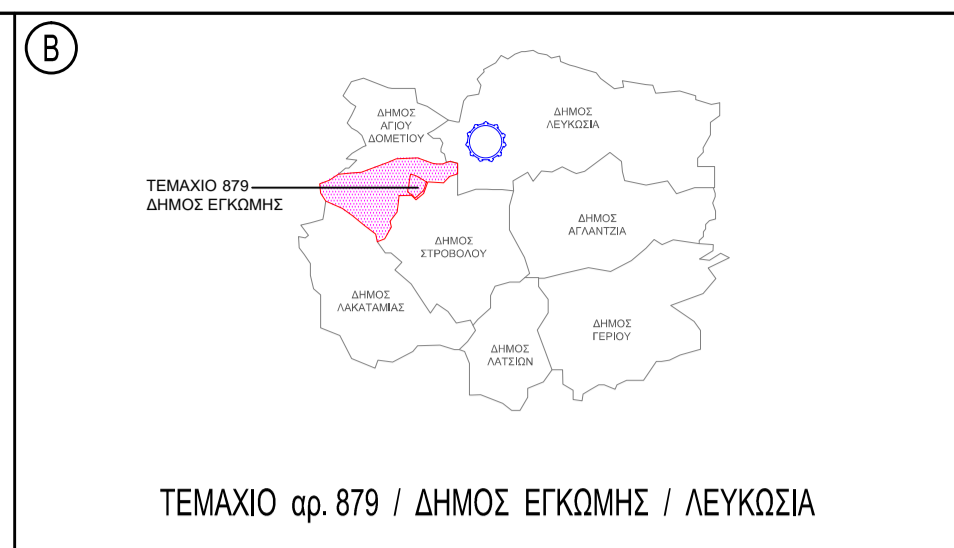 Β
ΔΗΜΟΣ
ΑΓΙΟΥ
ΔΟΜΕΤΙΟΥ
ΔΗΜΟΣ
ΛΕΥΚΩΣΙΑ
ΤΕΜΑΧΙΟ 879
ΔΗΜΟΣ ΕΓΚΩΜΗΣ
ΔΗΜΟΣ
ΑΓΛΑΝΤΖΙΑ
ΔΗΜΟΣ
ΣΤΡΟΒΟΛΟΥ
ΔΗΜΟΣ
ΛΑΚΑΤΑΜΙΑΣ
ΔΗΜΟΣ
ΓΕΡΙΟΥ
ΔΗΜΟΣ
ΛΑΤΣΙΩΝ
ΤΕΜΑΧΙΟ αρ. 879 / ΔΗΜΟΣ ΕΓΚΩΜΗΣ / ΛΕΥΚΩΣΙΑ